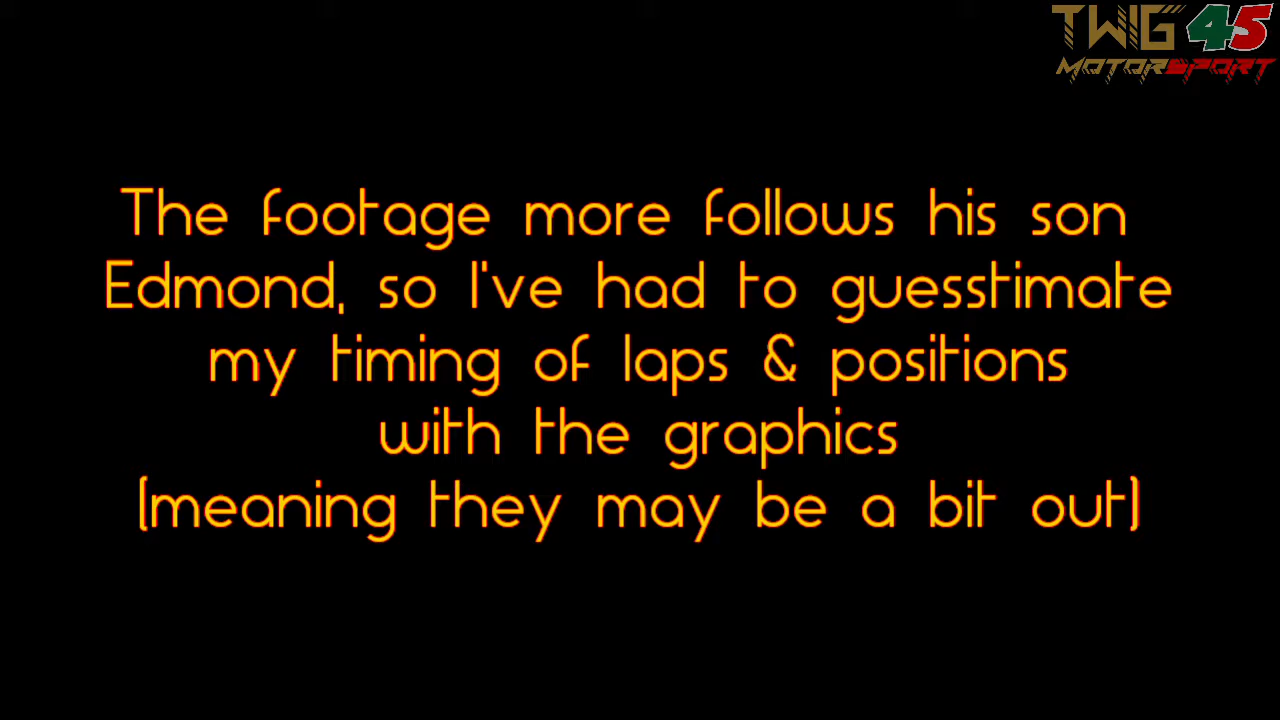 TWIG 45
MOTORSPORT
The footage more follows his son
Edmond, so I've had to guesstimate
my timing of laps & positions
with the graphics
(meaning they may be a bit out)